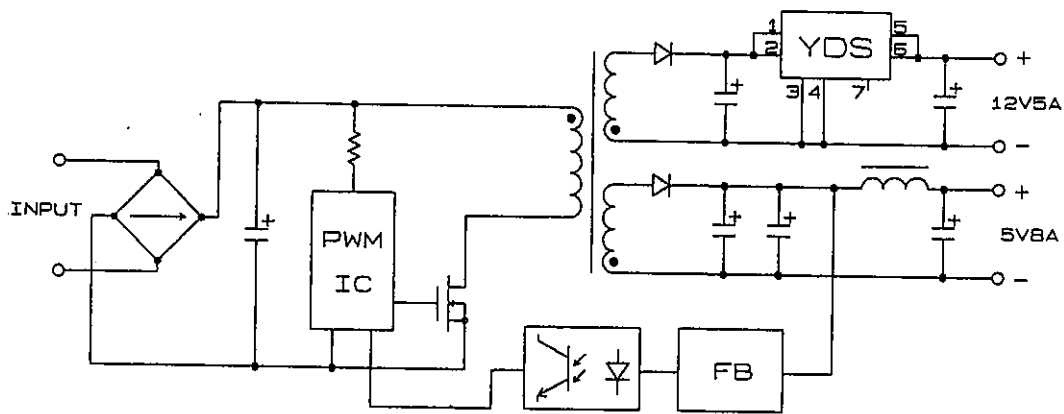 1
2
YDS
5
6
3
4
7
+
+
+
12V5A
-
INPUT
+
PWM
IC
+
+
+
+
5V8A
-
FB